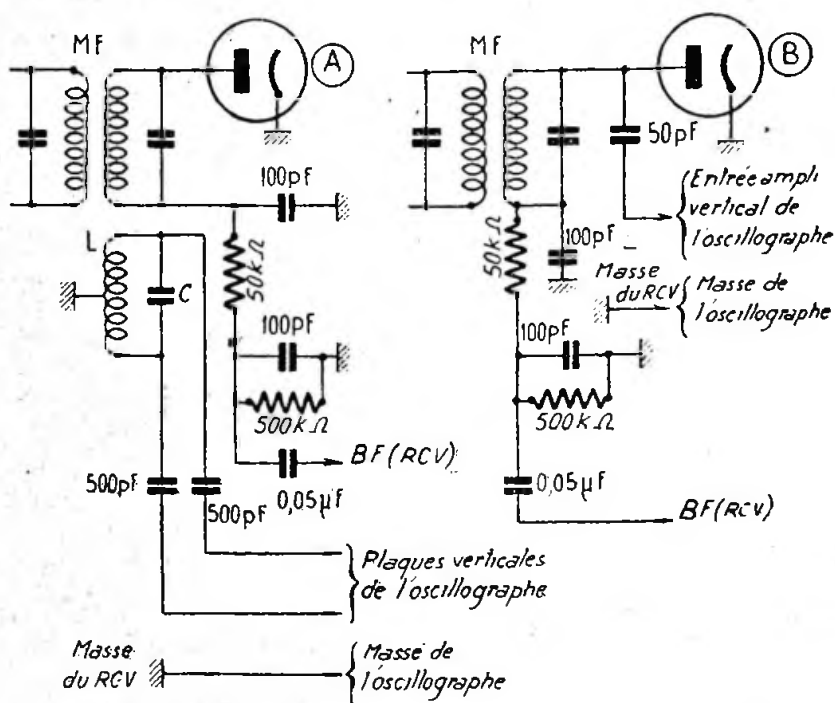 MF
A
100pF
L
C
50kΩ
100pF
500kΩ
BF (RCV)
0,05µF
500pF
500pF
Plaques verticales
de l'oscillographe
Masse
du RCV
Masse de
l'oscillographe
MF
B
50pF
Entrée ampli
vertical de
l'oscillographe
100pF
50kΩ
Masse
du RCV
Masse de
l'oscillographe
100pF
500kΩ
0,05µF
BF (RCV)